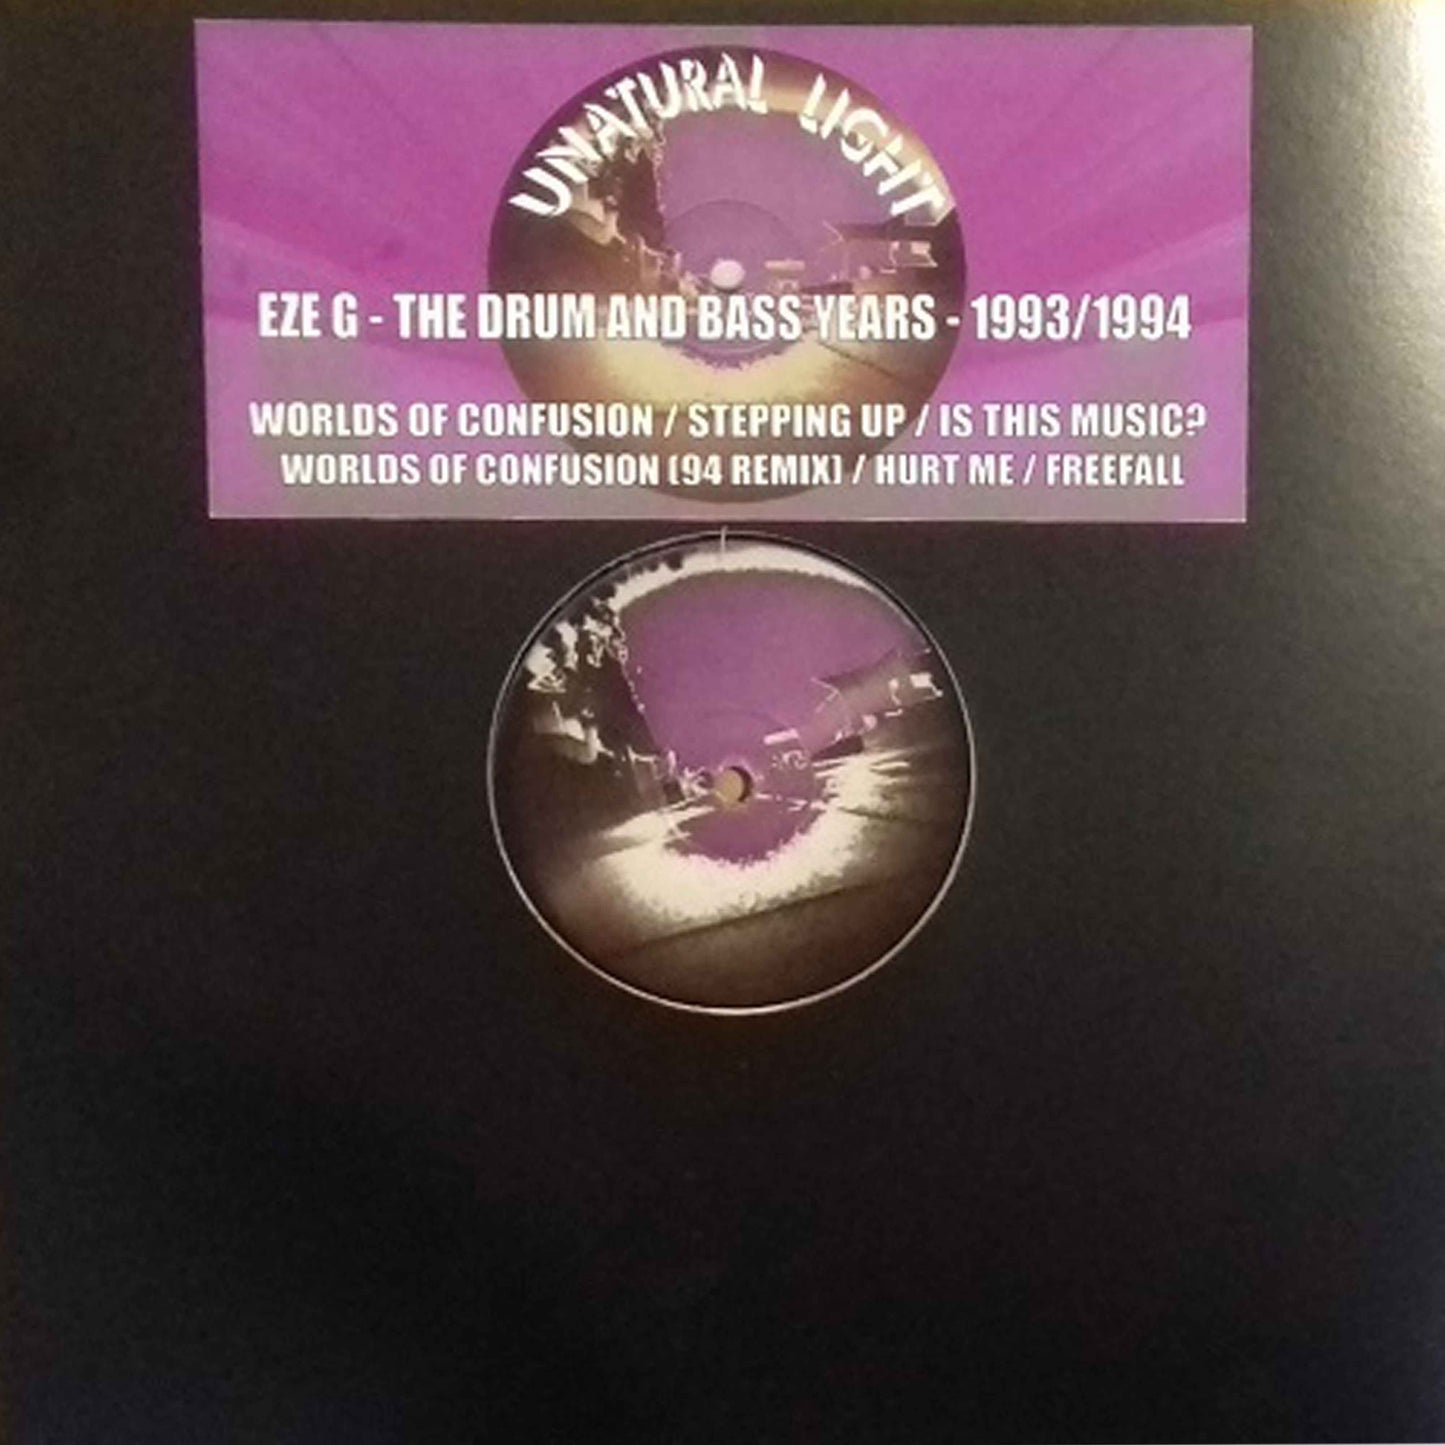 UNATURAL LIGHT
EZE G - THE DRUM AND BASS YEARS - 1993/1994
WORLDS OF CONFUSION / STEPPING UP / IS THIS MUSIC?
WORLDS OF CONFUSION (94 REMIX) / HURT ME / FREEFALL